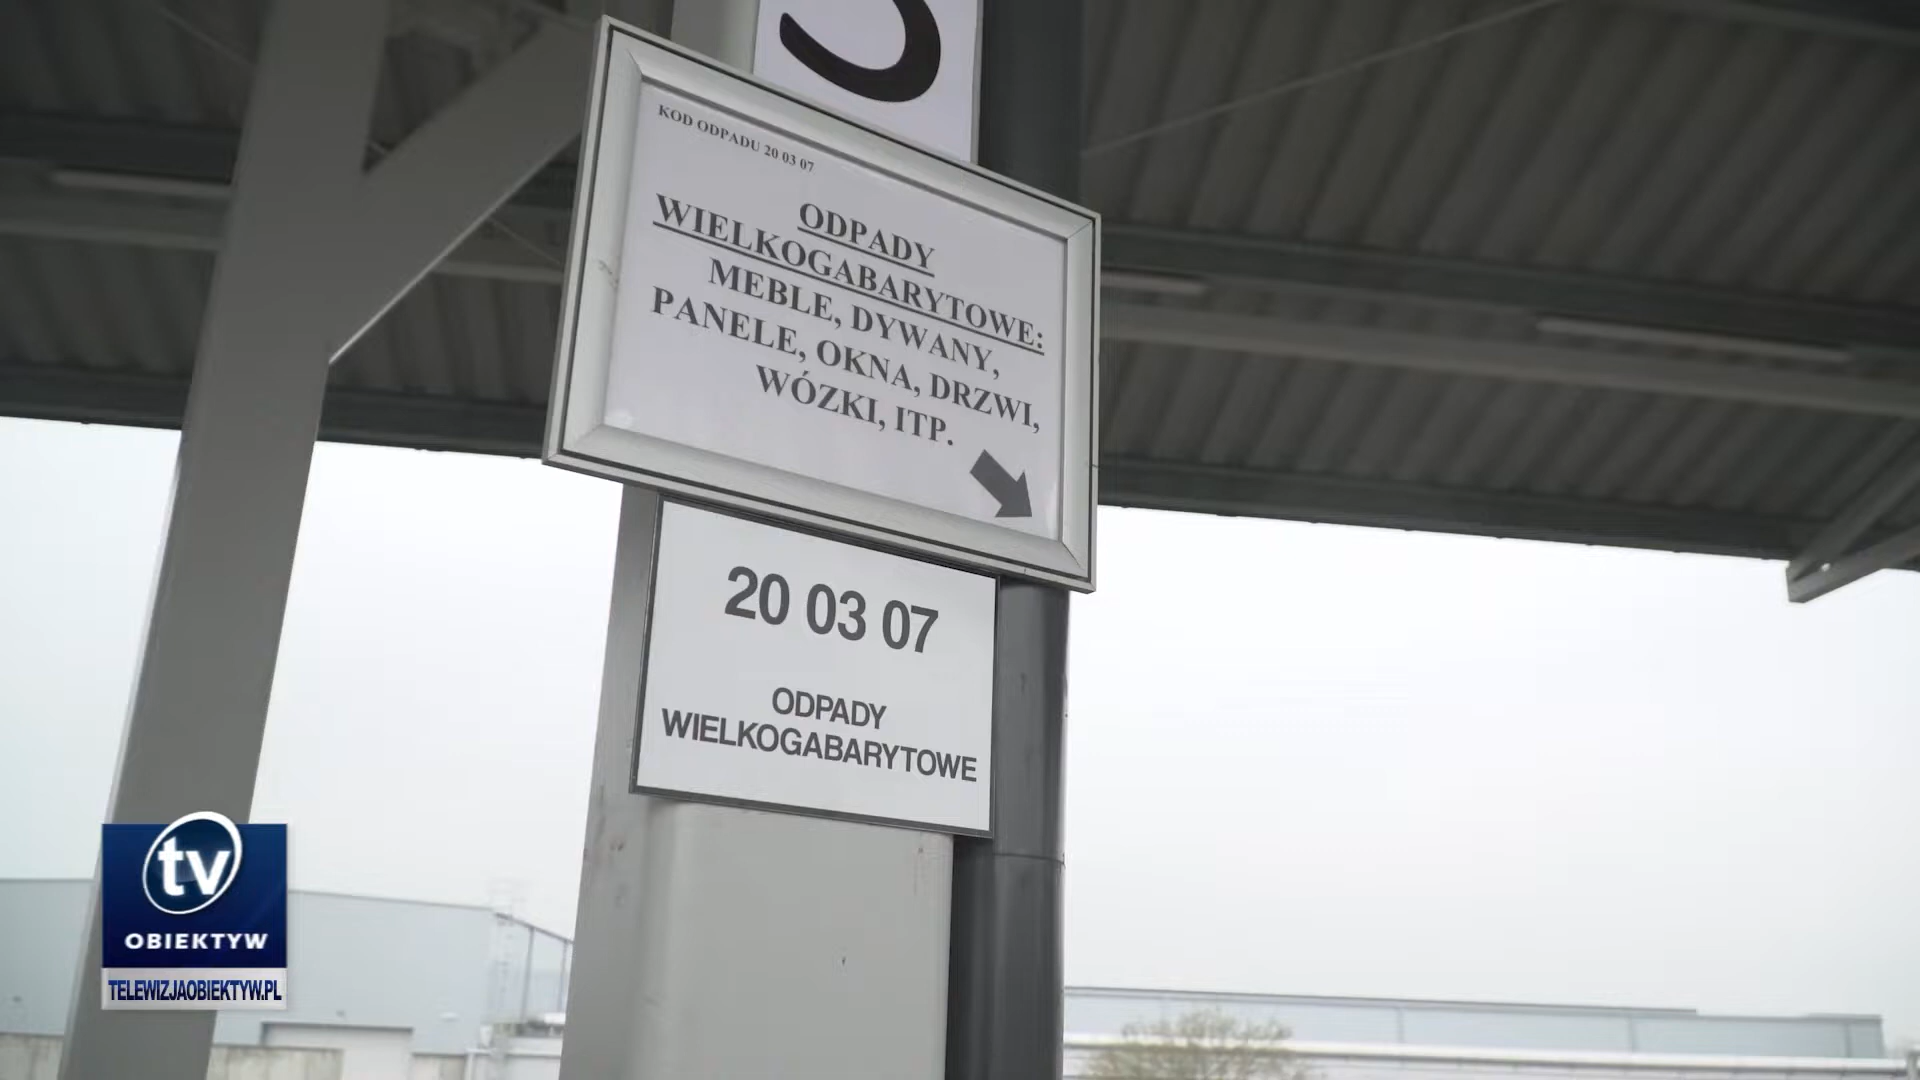 KOD ODPADU 20 03 07
ODPADY
WIELKOGABARYTOWE:
MEBLE, DYWANY,
PANELE, OKNA, DRZWI,
WÓZKI, ITP.
20 03 07
ODPADY
WIELKOGABARYTOWE
tv
OBIEKTYW
TELEWIZJAOBIEKTYW.PL